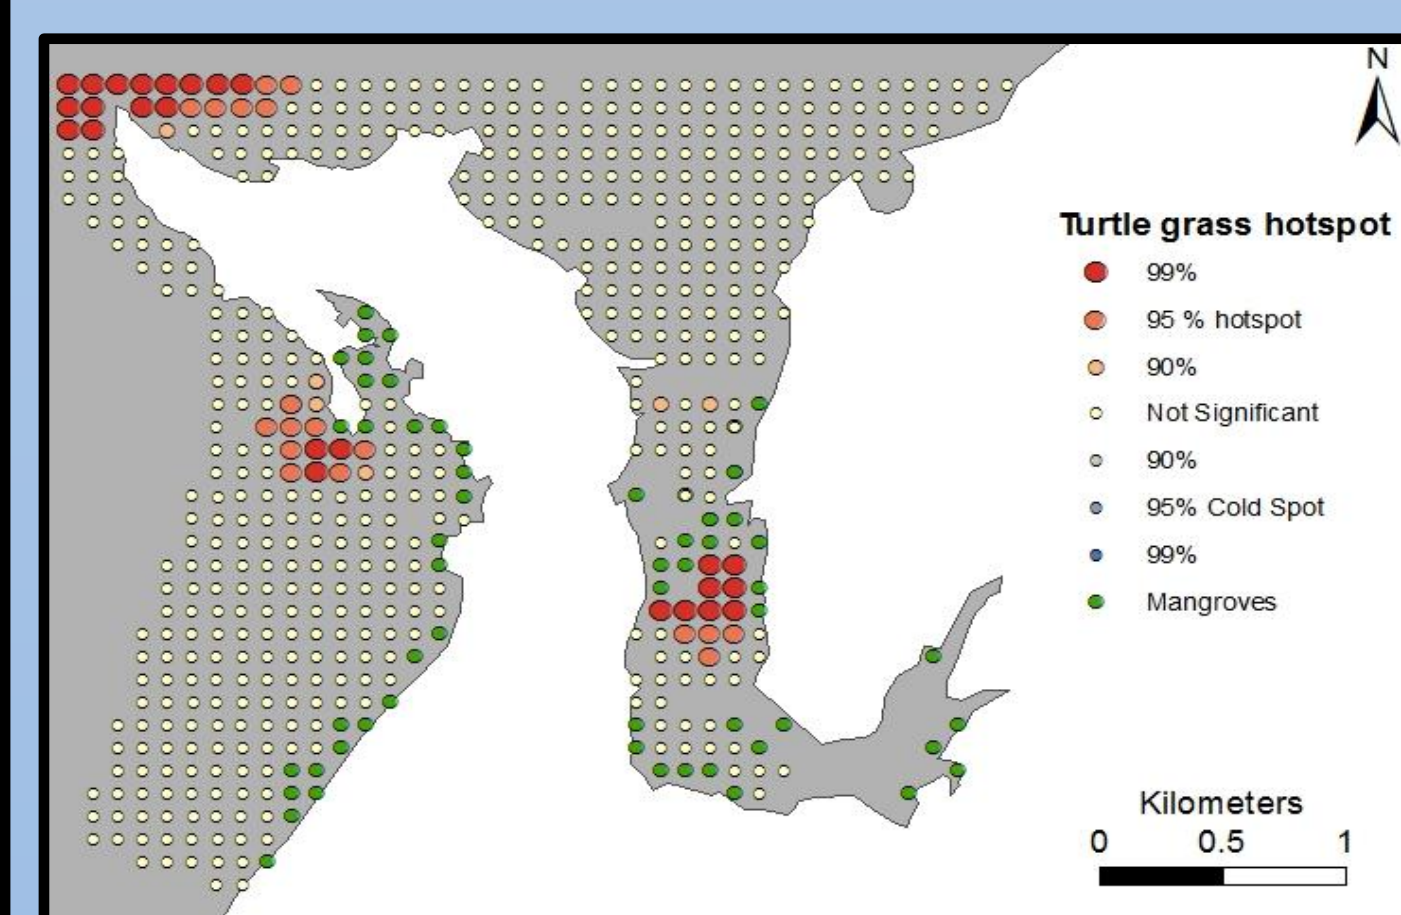 N
Turtle grass hotspot
99%
95 % hotspot
90%
Not Significant
90%
95% Cold Spot
99%
Mangroves
Kilometers
0 0.5 1